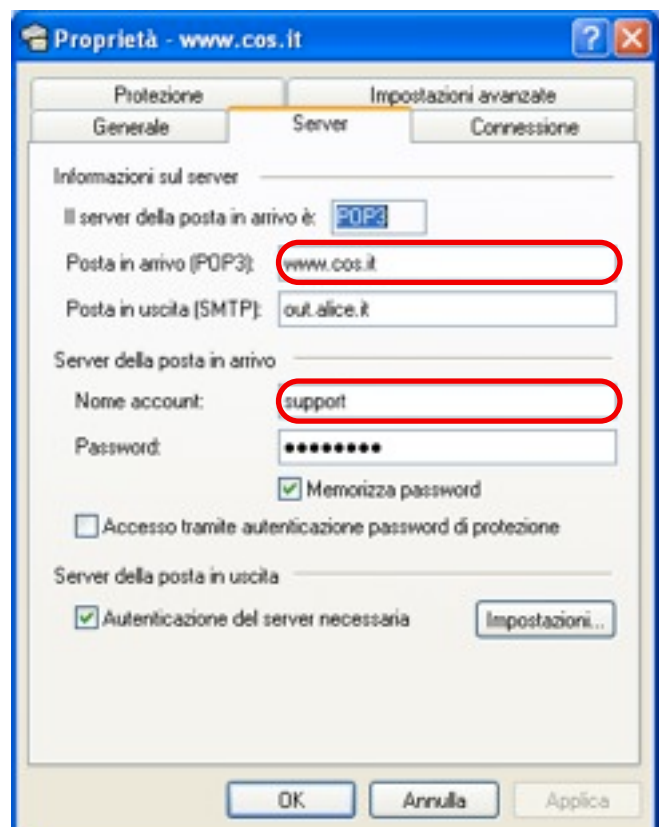 Proprietà - www.cos.it
Protezione Impostazioni avanzate
Generale Server Connessione
Informazioni sul server
Il server della posta in arrivo è: POP3
Posta in arrivo (POP3): www.cos.it
Posta in uscita (SMTP): out.alice.it
Server della posta in arrivo
Nome account: support
Password:
Memorizza password
Accesso tramite autenticazione password di protezione
Server della posta in uscita
Autenticazione del server necessaria Impostazioni...
OK Annulla Applica